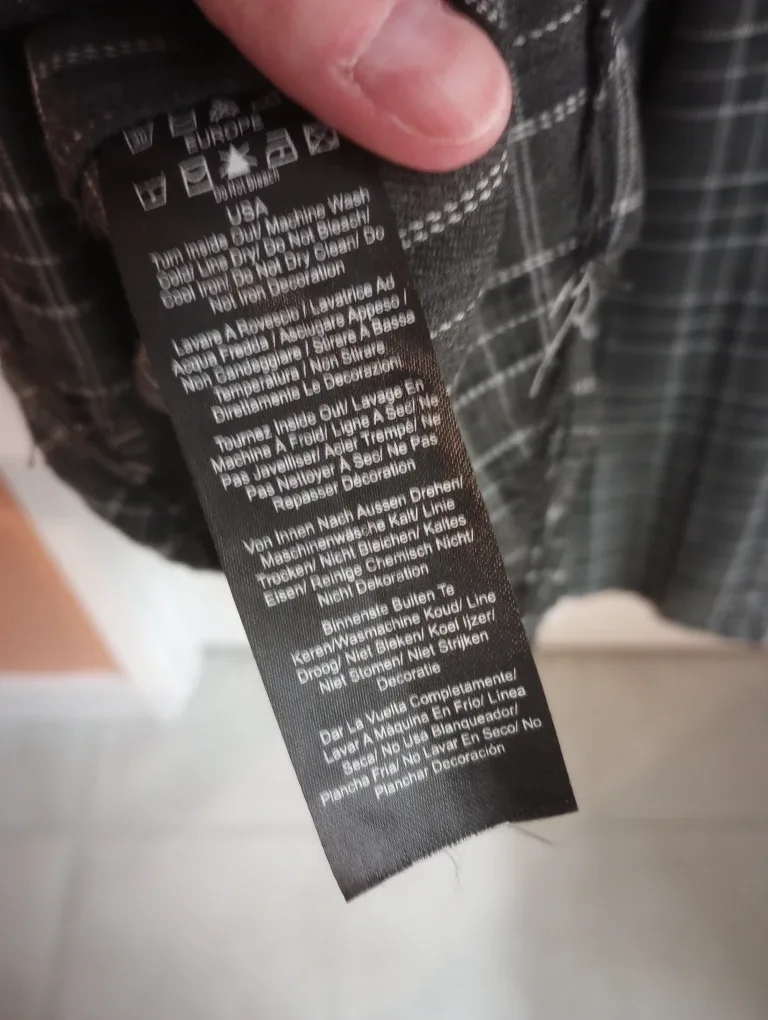 EUROPE
Do Not Bleach
USA
Turn Inside Out/ Machine Wash
Cold/ Line Dry/ Do Not Bleach/
Cool Iron/ Do Not Dry Clean/ Do
Not Iron Decoration
Lavare A Rovescio / Lavatrice Ad
Acqua Fredda / Assugare Appeso /
Non Candeggiare / Stirare A Bassa
Temperature / Non Stirare
Direttamente Le Decorazioni
Tournez Inside Out/ Lavage En
Machine À Froid/ Ligne À Sec/ Ne
Pas Javelliser/ Acier Trempé/ Ne
Pas Nettoyer À Sec/ Ne Pas
Repasser Décoration
Von Innen Nach Aussen Drehen/
Maschinenwäsche Kalt/ Linie
Trocken/ Nicht Bleichen/ Kaltes
Eisen/ Reinige Chemisch Nicht/
Nicht Dekoration
Binnenste Buiten Te
Keren/Wasmachine Koud/ Line
Droog/ Niet Bleken/ Koel Ijzer/
Niet Stomen/ Niet Strijken
Decoratie
Dar La Vuelta Completamente/
Lavar A Máquina En Frío/ Línea
Seca/ No Usa Blanqueador/
Plancha Fría/ No Lavar En Seco/ No
Planchar Decoración